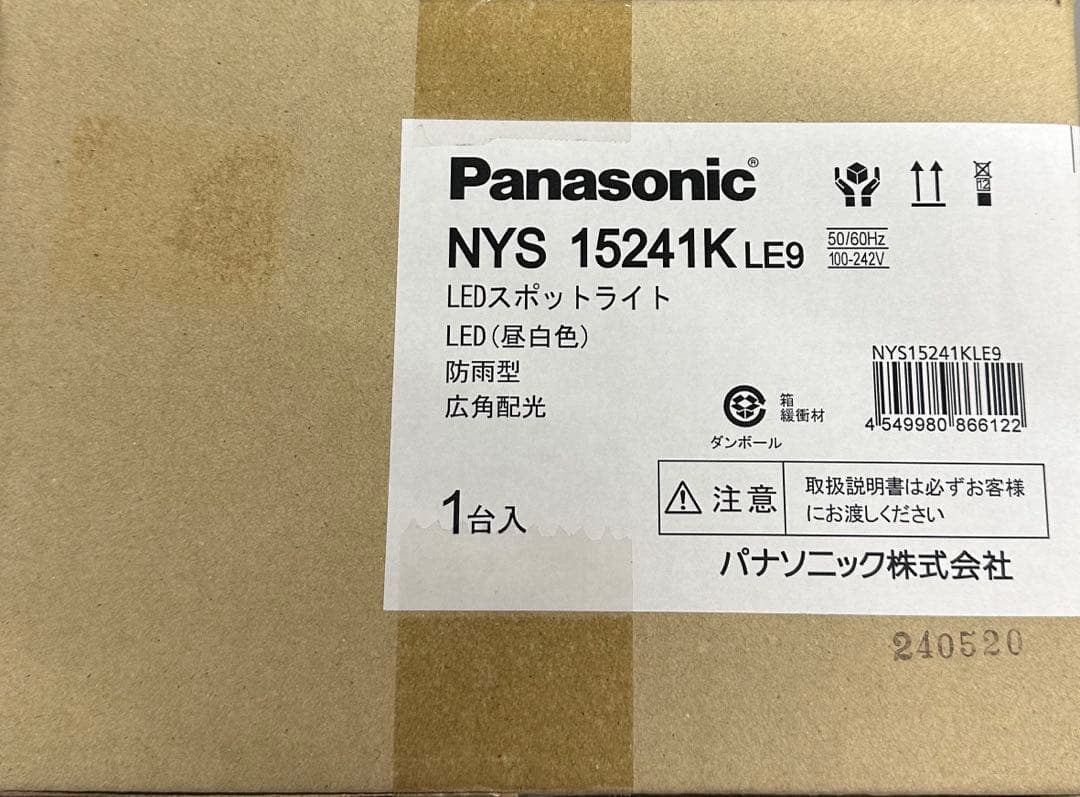 Panasonic®
NYS 15241K LE9
50/60Hz
100-242V
LEDスポットライト
LED(昼白色)
防雨型
広角配光
NYS15241KLE9
4 549980 866122
箱
緩衝材
ダンボール
1台入
注意
取扱説明書は必ずお客様
にお渡しください
パナソニック株式会社
240520
12